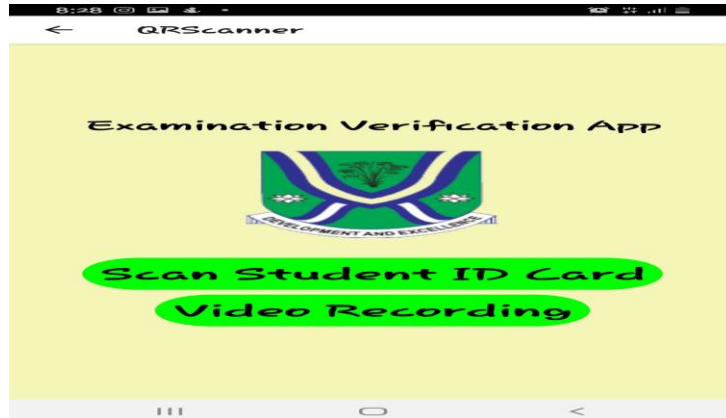 8:28
QRScanner
Examination Verification App
DEVELOPMENT AND EXCELLENCE
Scan Student ID Card
Video Recording